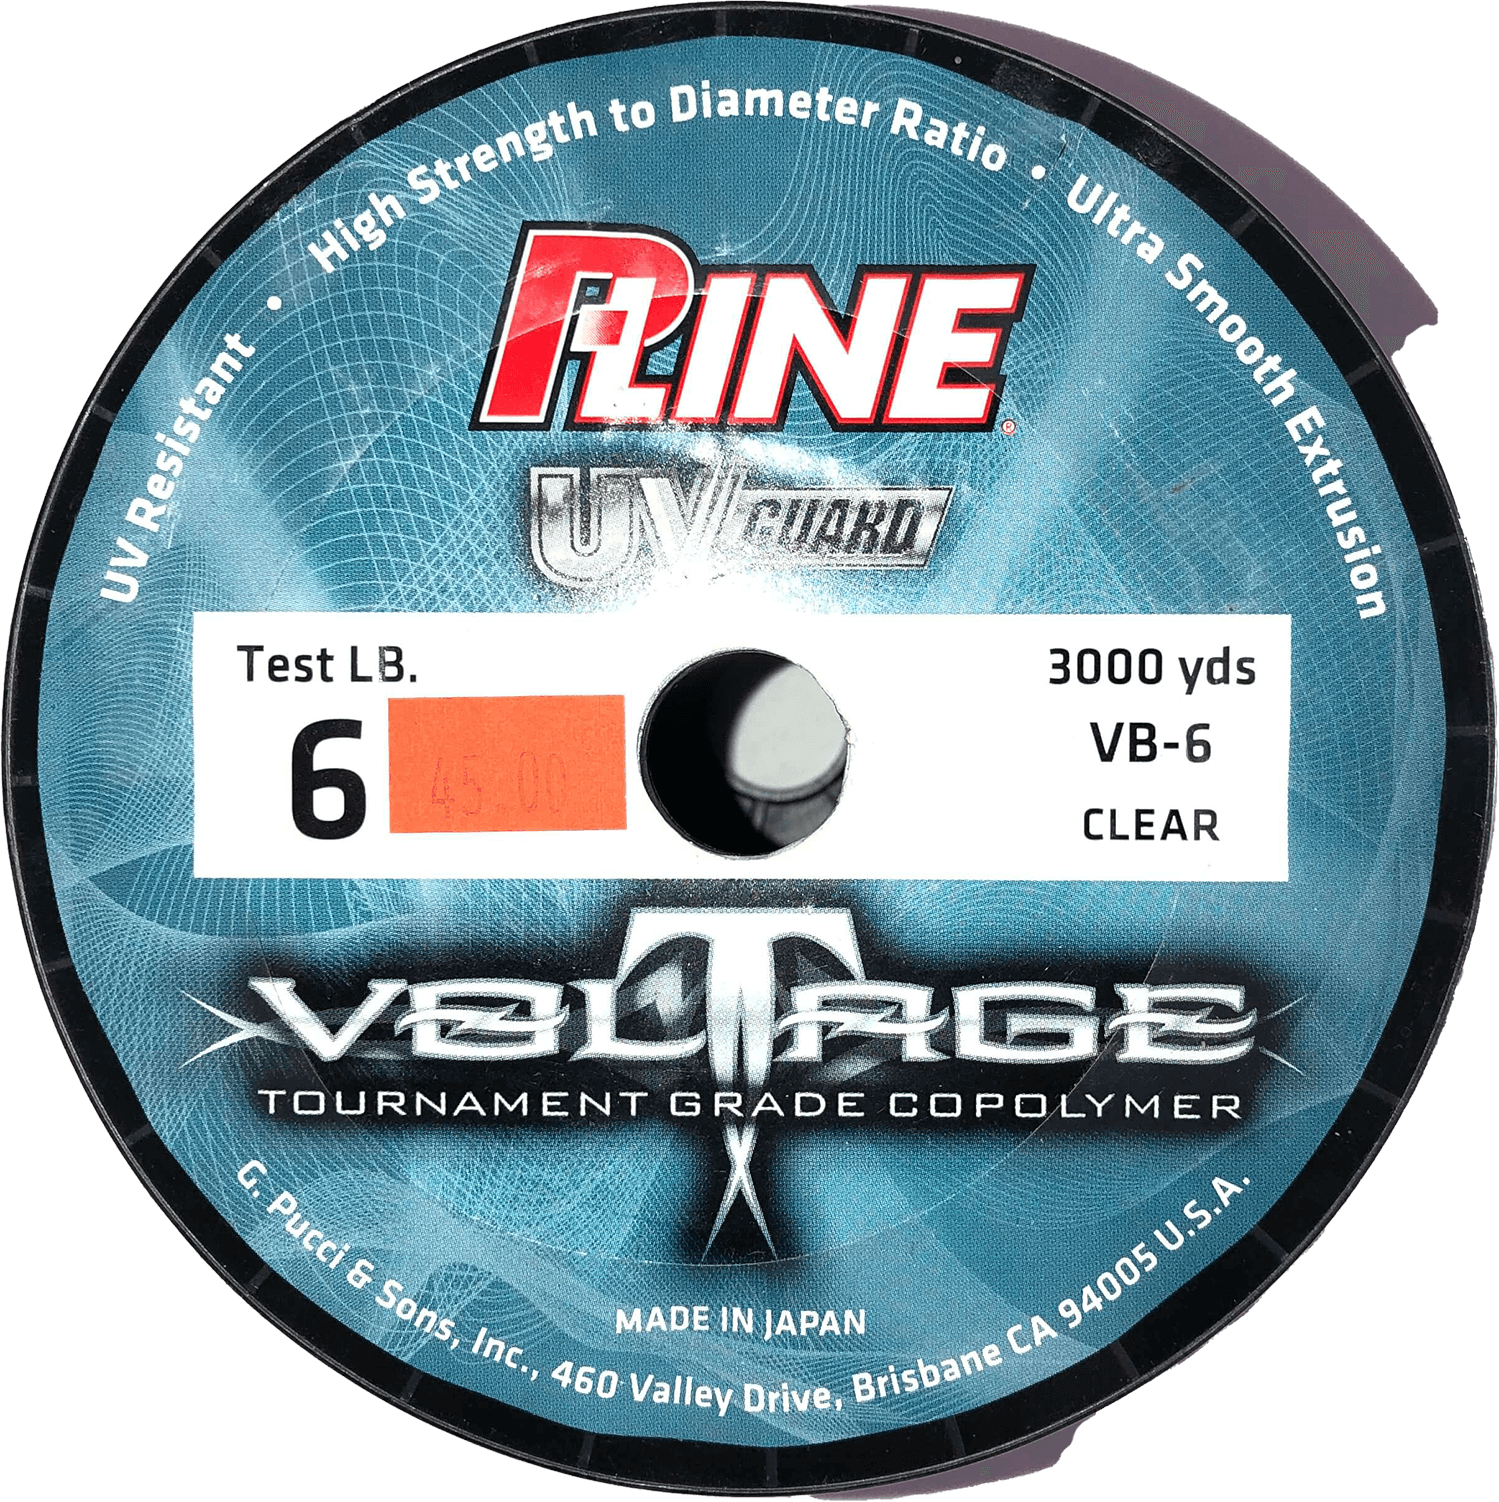 UV Resistant • High Strength to Diameter Ratio • Ultra Smooth Extrusion
PLINE®
UV GUARD
Test LB.
6
45.00
3000 yds
VB-6
CLEAR
VOLTAGE
TOURNAMENT GRADE COPOLYMER
MADE IN JAPAN
G. Pucci & Sons, Inc., 460 Valley Drive, Brisbane CA 94005 U.S.A.